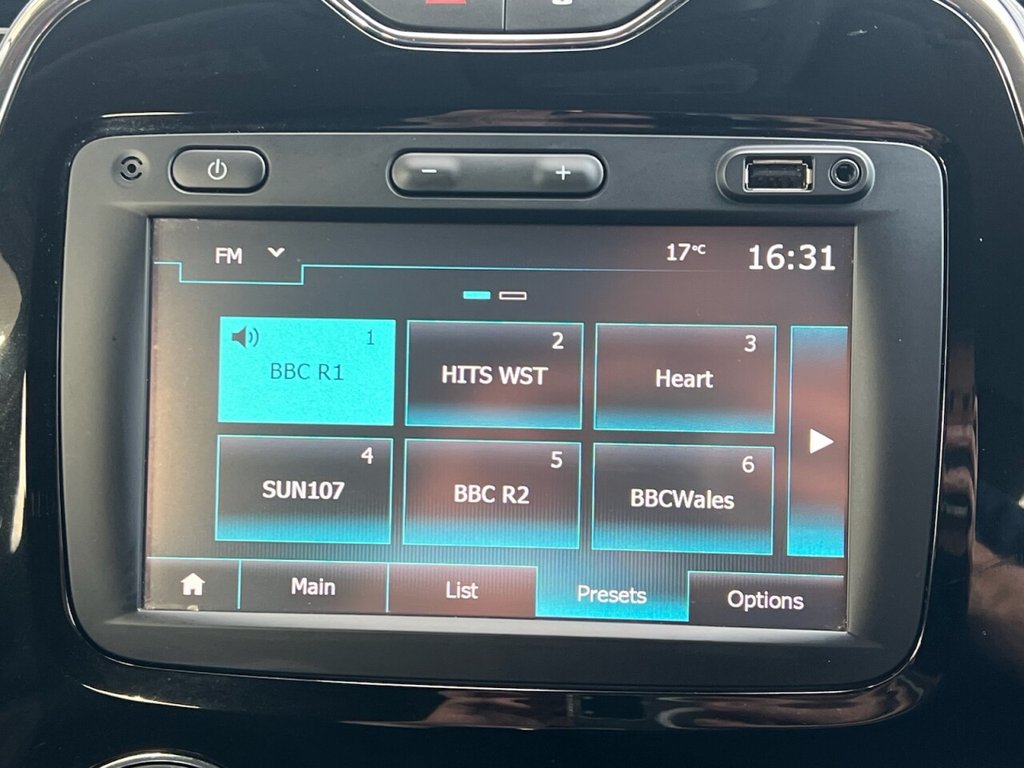 FM 17°C 16:31
1 2 3
BBC R1 HITS WST Heart
4 5 6
SUN107 BBC R2 BBCWales
Main List Presets Options